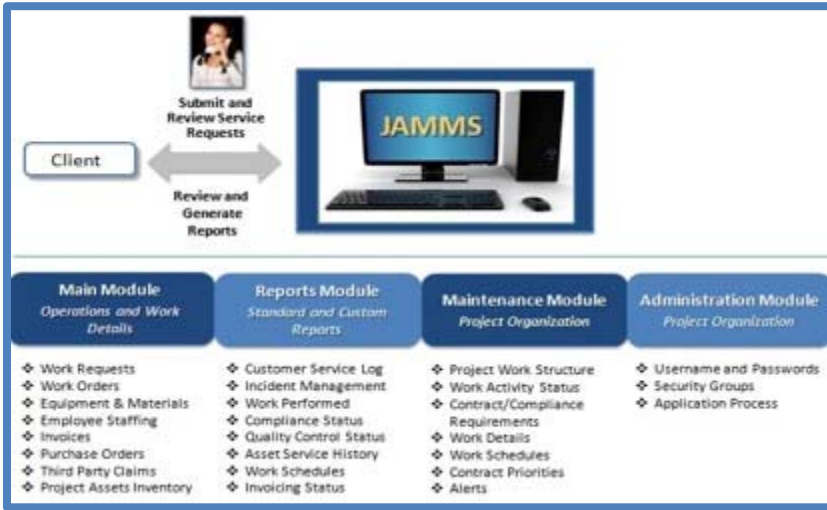 Submit and
Review Service
Requests
JAMMS
Client
Review and
Generate
Reports
Main Module
Operations and Work
Details
Work Requests
Work Orders
Equipment & Materials
Employee Staffing
Invoices
Purchase Orders
Third Party Claims
Project Assets Inventory
Reports Module
Standard and Custom
Reports
Customer Service Log
Incident Management
Work Performed
Compliance Status
Quality Control Status
Asset Service History
Work Schedules
Invoicing Status
Maintenance Module
Project Organization
Project Work Structure
Work Activity Status
Contract/Compliance
Requirements
Work Details
Work Schedules
Contract Priorities
Alerts
Administration Module
Project Organization
Username and Passwords
Security Groups
Application Process